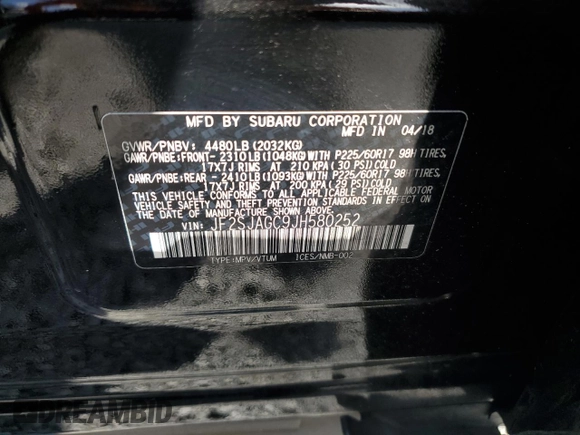 MFD BY SUBARU CORPORATION
MFD IN 04/18
GVWR/PNBV: 4480LB(2032KG)
GAWR/PNBE:FRONT- 2310LB(1048KG)WITH P225/60R17 98H TIRES,
17X7J RIMS AT 210 KPA(30 PSI)COLD
GAWR/PNBE:REAR - 2410LB(1093KG)WITH P225/60R17 98H TIRES,
17X7J RIMS AT 200 KPA(29 PSI)COLD
THIS VEHICLE CONFORMS TO ALL APPLICABLE FEDERAL MOTOR
VEHICLE SAFETY, BUMPER, AND THEFT PREVENTION
STANDARDS IN EFFECT ON THE DATE OF MANUFACTURE SHOWN
ABOVE.
VIN: JF2SJAGC9JH580252
TYPE:MPV/VTUM ICES/NMB-002
DREAMBID